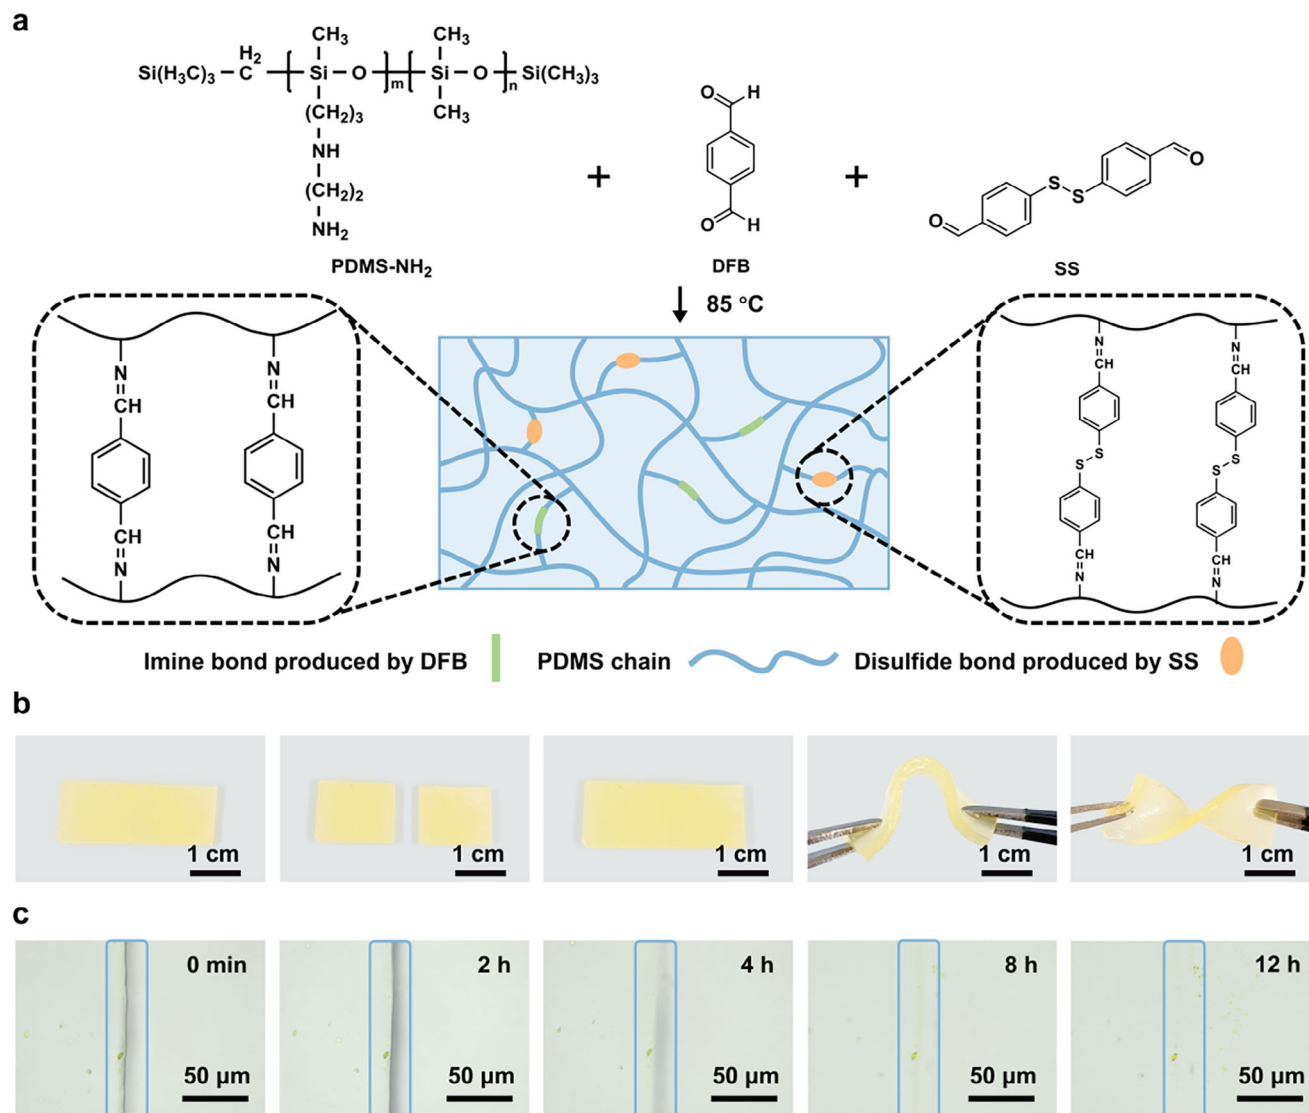 a
CH3 CH3 CH3
H2
Si(H3C)3 C Si O m Si O n Si(CH3)3
(CH2)3 CH3
NH
(CH2)2
NH2
PDMS-NH2
+
O H
O H
DFB
+
O
S
S
O
SS
85 °C
N
CH
CH
N
N
CH
CH
N
N
CH
S
S
CH
N
N
CH
S
S
CH
N
Imine bond produced by DFB PDMS chain Disulfide bond produced by SS
b
1 cm 1 cm 1 cm 1 cm 1 cm
c
0 min 2 h 4 h 8 h 12 h
50 µm 50 µm 50 µm 50 µm 50 µm